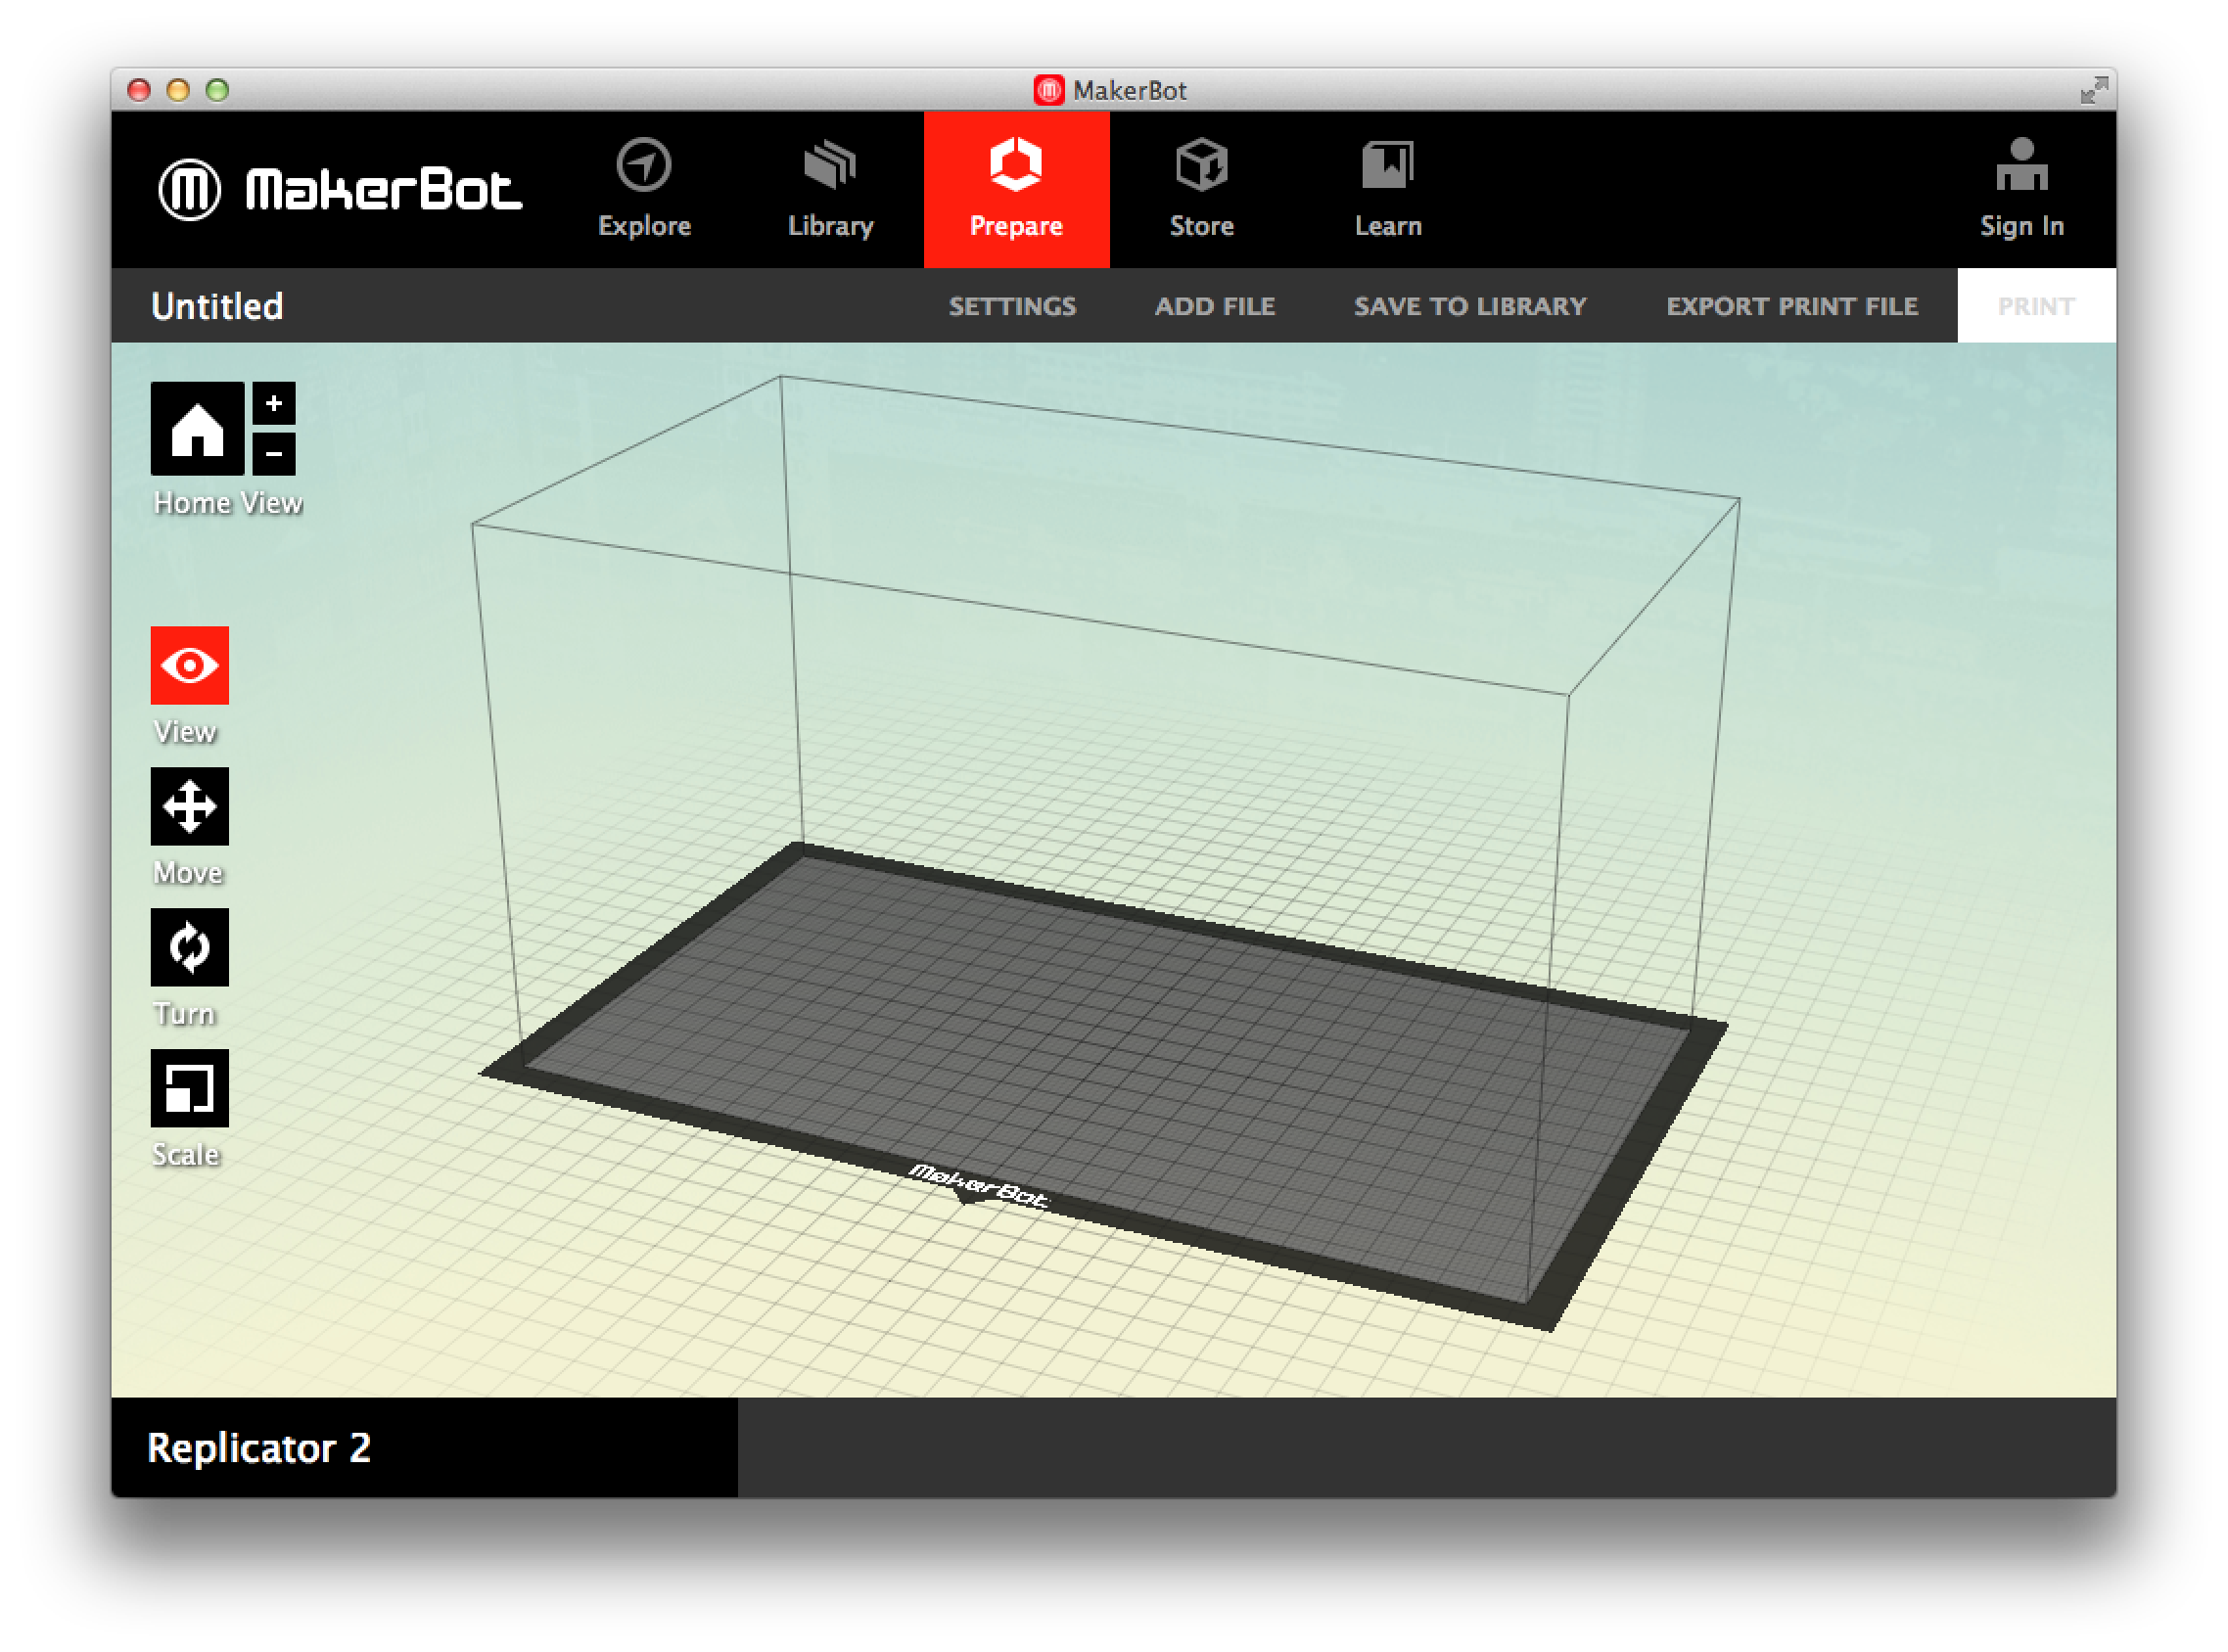 MakerBot
MakerBot
Explore
Library
Prepare
Store
Learn
Sign In
Untitled
SETTINGS
ADD FILE
SAVE TO LIBRARY
EXPORT PRINT FILE
PRINT
+
−
Home View
View
Move
Turn
Scale
MakerBot
Replicator 2